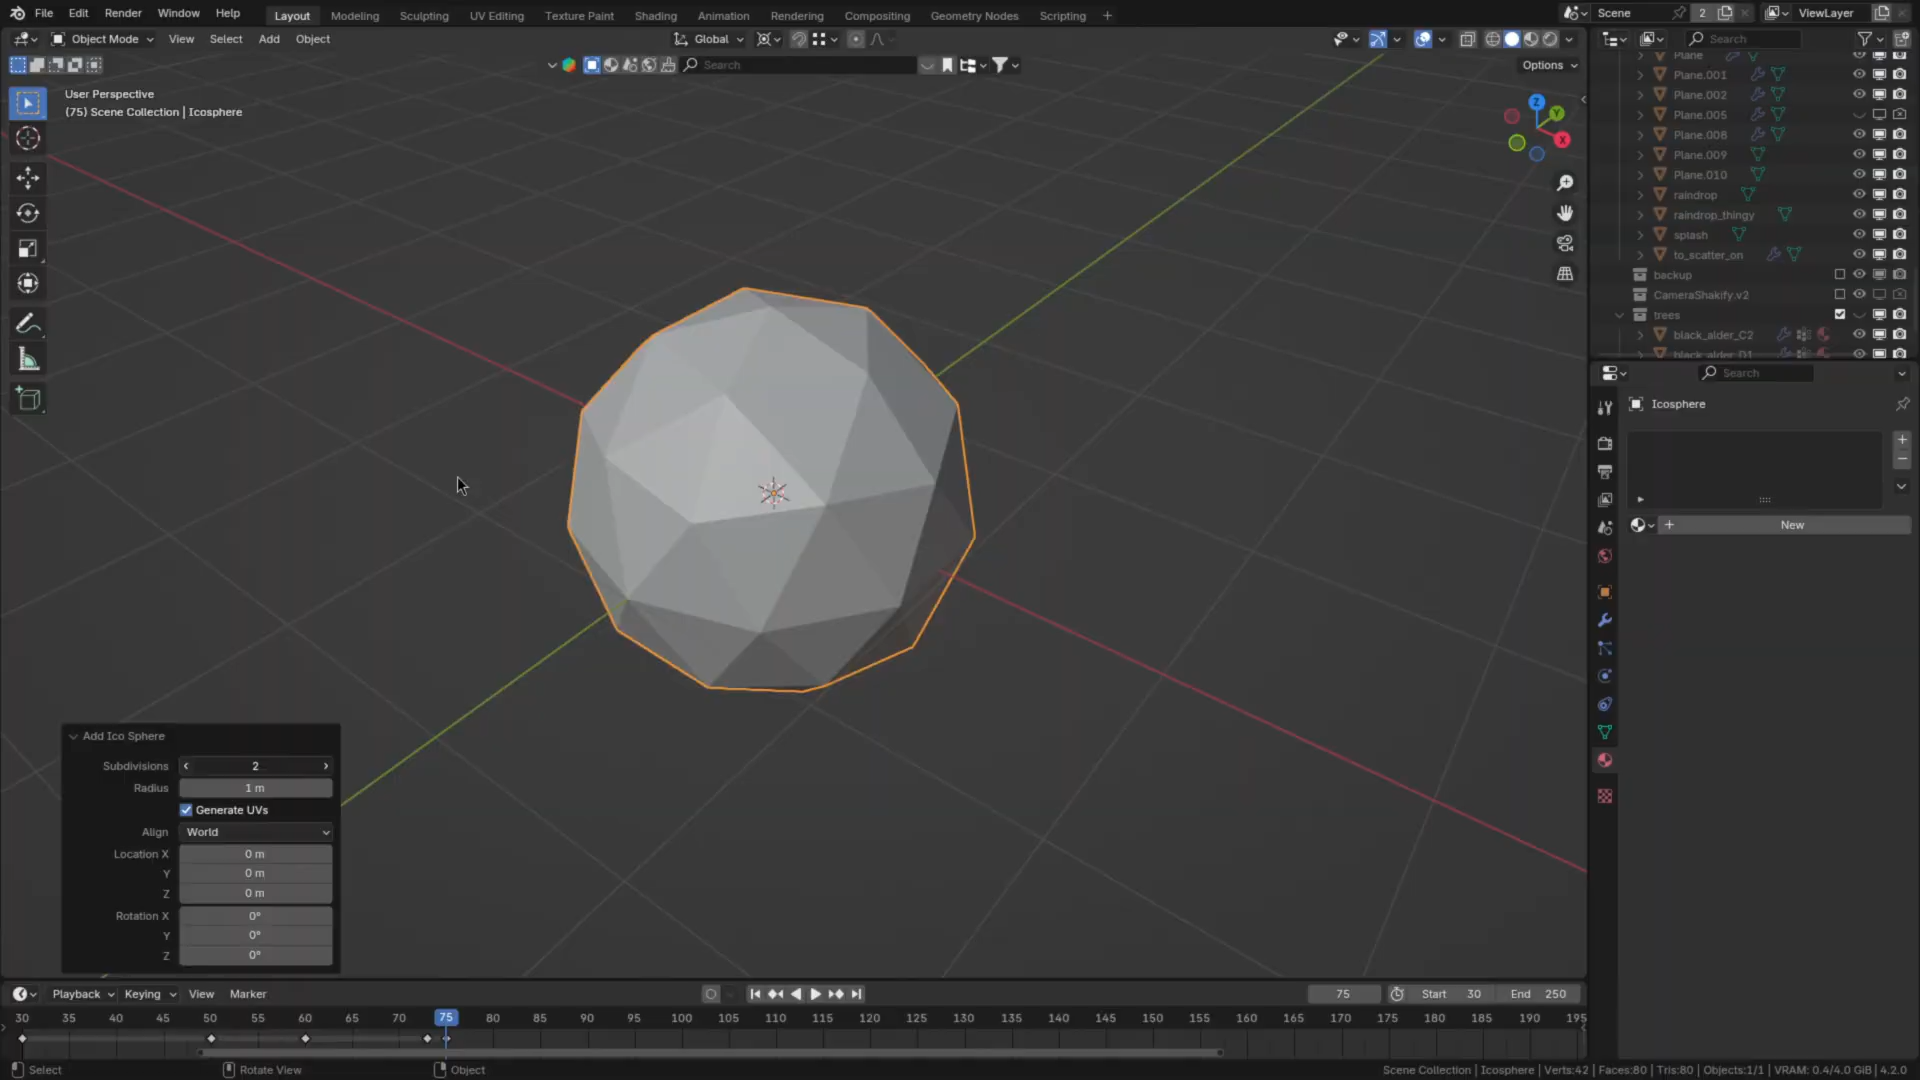 File Edit Render Window Help Layout Modeling Sculpting UV Editing Texture Paint Shading Animation Rendering Compositing Geometry Nodes Scripting + Scene 2 ViewLayer
Object Mode View Select Add Object Global Search
Search Options
User Perspective
(75) Scene Collection | Icosphere
Z
Y
X
Plane
Plane.001
Plane.002
Plane.005
Plane.008
Plane.009
Plane.010
raindrop
raindrop_thingy
splash
to_scatter_on
backup
CameraShakify.v2
trees
black_alder_C2
black_alder_D1
Search
Icosphere
New
Add Ico Sphere
Subdivisions 2
Radius 1 m
Generate UVs
Align World
Location X 0 m
Y 0 m
Z 0 m
Rotation X 0°
Y 0°
Z 0°
Playback Keying View Marker 75 Start 30 End 250
30 35 40 45 50 55 60 65 70 75 80 85 90 95 100 105 110 115 120 125 130 135 140 145 150 155 160 165 170 175 180 185 190 195
Select Rotate View Object Scene Collection | Icosphere | Verts:42 | Faces:80 | Tris:80 | Objects:1/1 | VRAM: 0.4/4.0 GiB | 4.2.0